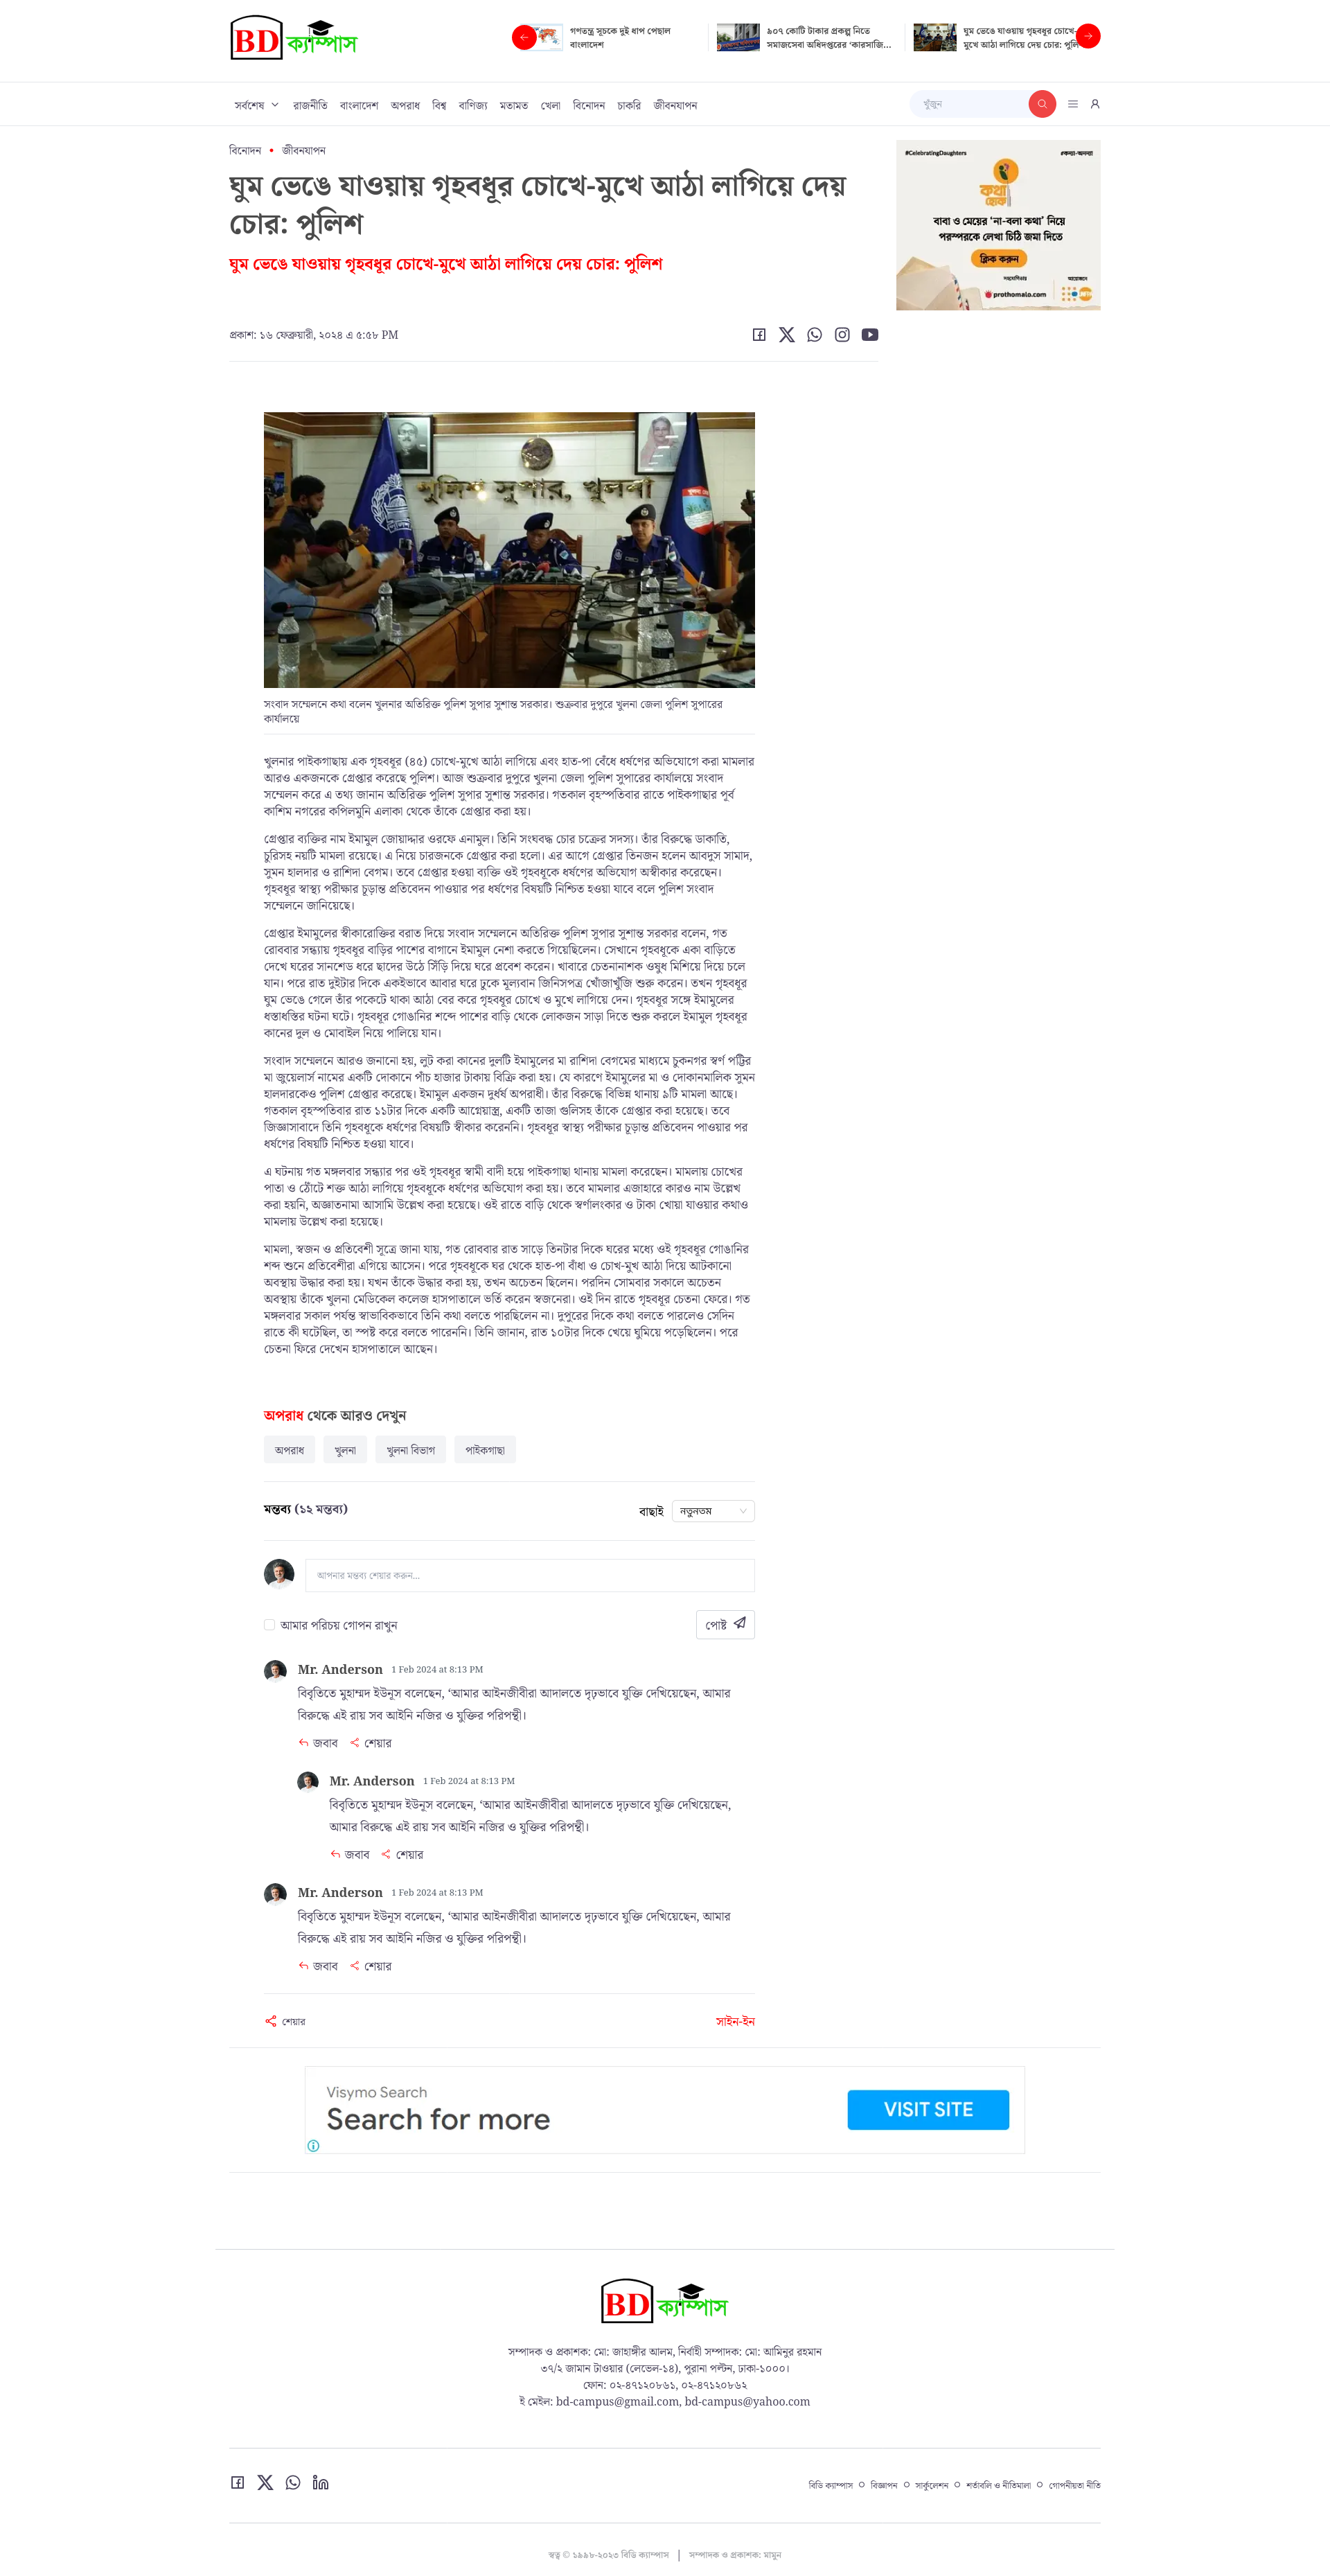 BD ক্যাম্পাস
গণতন্ত্র সূচকে দুই ধাপ পেছাল
বাংলাদেশ
৯০৭ কোটি টাকার প্রকল্প নিতে
সমাজসেবা অধিদপ্তরের ‘কারসাজি...
ঘুম ভেঙে যাওয়ায় গৃহবধূর চোখে-
মুখে আঠা লাগিয়ে দেয় চোর: পুলি
সর্বশেষ রাজনীতি বাংলাদেশ অপরাধ বিশ্ব বাণিজ্য মতামত খেলা বিনোদন চাকরি জীবনযাপন
খুঁজুন
বিনোদন • জীবনযাপন
ঘুম ভেঙে যাওয়ায় গৃহবধূর চোখে-মুখে আঠা লাগিয়ে দেয়
চোর: পুলিশ
ঘুম ভেঙে যাওয়ায় গৃহবধূর চোখে-মুখে আঠা লাগিয়ে দেয় চোর: পুলিশ
প্রকাশ: ১৬ ফেব্রুয়ারী, ২০২৪ এ ৫:৫৮ PM
#CelebratingDaughters
#কন্যা-অনন্যা
কথা হোক
বাবা ও মেয়ের ‘না-বলা কথা’ নিয়ে
পরস্পরকে লেখা চিঠি জমা দিতে
ক্লিক করুন
সহযোগিতায়
আয়োজনে
prothomalo.com
সংবাদ সম্মেলনে কথা বলেন খুলনার অতিরিক্ত পুলিশ সুপার সুশান্ত সরকার। শুক্রবার দুপুরে খুলনা জেলা পুলিশ সুপারের
কার্যালয়ে
খুলনার পাইকগাছায় এক গৃহবধূর (৪৫) চোখে-মুখে আঠা লাগিয়ে এবং হাত-পা বেঁধে ধর্ষণের অভিযোগে করা মামলার
আরও একজনকে গ্রেপ্তার করেছে পুলিশ। আজ শুক্রবার দুপুরে খুলনা জেলা পুলিশ সুপারের কার্যালয়ে সংবাদ
সম্মেলন করে এ তথ্য জানান অতিরিক্ত পুলিশ সুপার সুশান্ত সরকার। গতকাল বৃহস্পতিবার রাতে পাইকগাছার পূর্ব
কাশিম নগরের কপিলমুনি এলাকা থেকে তাঁকে গ্রেপ্তার করা হয়।
গ্রেপ্তার ব্যক্তির নাম ইমামুল জোয়াদ্দার ওরফে এনামুল। তিনি সংঘবদ্ধ চোর চক্রের সদস্য। তাঁর বিরুদ্ধে ডাকাতি,
চুরিসহ নয়টি মামলা রয়েছে। এ নিয়ে চারজনকে গ্রেপ্তার করা হলো। এর আগে গ্রেপ্তার তিনজন হলেন আবদুস সামাদ,
সুমন হালদার ও রাশিদা বেগম। তবে গ্রেপ্তার হওয়া ব্যক্তি ওই গৃহবধূকে ধর্ষণের অভিযোগ অস্বীকার করেছেন।
গৃহবধূর স্বাস্থ্য পরীক্ষার চূড়ান্ত প্রতিবেদন পাওয়ার পর ধর্ষণের বিষয়টি নিশ্চিত হওয়া যাবে বলে পুলিশ সংবাদ
সম্মেলনে জানিয়েছে।
গ্রেপ্তার ইমামুলের স্বীকারোক্তির বরাত দিয়ে সংবাদ সম্মেলনে অতিরিক্ত পুলিশ সুপার সুশান্ত সরকার বলেন, গত
রোববার সন্ধ্যায় গৃহবধূর বাড়ির পাশের বাগানে ইমামুল নেশা করতে গিয়েছিলেন। সেখানে গৃহবধূকে একা বাড়িতে
দেখে ঘরের সানশেড ধরে ছাদের উঠে সিঁড়ি দিয়ে ঘরে প্রবেশ করেন। খাবারে চেতনানাশক ওষুধ মিশিয়ে দিয়ে চলে
যান। পরে রাত দুইটার দিকে একইভাবে আবার ঘরে ঢুকে মূল্যবান জিনিসপত্র খোঁজাখুঁজি শুরু করেন। তখন গৃহবধূর
ঘুম ভেঙে গেলে তাঁর পকেটে থাকা আঠা বের করে গৃহবধূর চোখে ও মুখে লাগিয়ে দেন। গৃহবধূর সঙ্গে ইমামুলের
ধস্তাধস্তির ঘটনা ঘটে। গৃহবধূর গোঙানির শব্দে পাশের বাড়ি থেকে লোকজন সাড়া দিতে শুরু করলে ইমামুল গৃহবধূর
কানের দুল ও মোবাইল নিয়ে পালিয়ে যান।
সংবাদ সম্মেলনে আরও জানানো হয়, লুট করা কানের দুলটি ইমামুলের মা রাশিদা বেগমের মাধ্যমে চুকনগর স্বর্ণ পট্টির
মা জুয়েলার্স নামের একটি দোকানে পাঁচ হাজার টাকায় বিক্রি করা হয়। যে কারণে ইমামুলের মা ও দোকানমালিক সুমন
হালদারকেও পুলিশ গ্রেপ্তার করেছে। ইমামুল একজন দুর্ধর্ষ অপরাধী। তাঁর বিরুদ্ধে বিভিন্ন থানায় ৯টি মামলা আছে।
গতকাল বৃহস্পতিবার রাত ১১টার দিকে একটি আগ্নেয়াস্ত্র, একটি তাজা গুলিসহ তাঁকে গ্রেপ্তার করা হয়েছে। তবে
জিজ্ঞাসাবাদে তিনি গৃহবধূকে ধর্ষণের বিষয়টি স্বীকার করেননি। গৃহবধূর স্বাস্থ্য পরীক্ষার চূড়ান্ত প্রতিবেদন পাওয়ার পর
ধর্ষণের বিষয়টি নিশ্চিত হওয়া যাবে।
এ ঘটনায় গত মঙ্গলবার সন্ধ্যার পর ওই গৃহবধূর স্বামী বাদী হয়ে পাইকগাছা থানায় মামলা করেছেন। মামলায় চোখের
পাতা ও ঠোঁটে শক্ত আঠা লাগিয়ে গৃহবধূকে ধর্ষণের অভিযোগ করা হয়। তবে মামলার এজাহারে কারও নাম উল্লেখ
করা হয়নি, অজ্ঞাতনামা আসামি উল্লেখ করা হয়েছে। ওই রাতে বাড়ি থেকে স্বর্ণালংকার ও টাকা খোয়া যাওয়ার কথাও
মামলায় উল্লেখ করা হয়েছে।
মামলা, স্বজন ও প্রতিবেশী সূত্রে জানা যায়, গত রোববার রাত সাড়ে তিনটার দিকে ঘরের মধ্যে ওই গৃহবধূর গোঙানির
শব্দ শুনে প্রতিবেশীরা এগিয়ে আসেন। পরে গৃহবধূকে ঘর থেকে হাত-পা বাঁধা ও চোখ-মুখ আঠা দিয়ে আটকানো
অবস্থায় উদ্ধার করা হয়। যখন তাঁকে উদ্ধার করা হয়, তখন অচেতন ছিলেন। পরদিন সোমবার সকালে অচেতন
অবস্থায় তাঁকে খুলনা মেডিকেল কলেজ হাসপাতালে ভর্তি করেন স্বজনেরা। ওই দিন রাতে গৃহবধূর চেতনা ফেরে। গত
মঙ্গলবার সকাল পর্যন্ত স্বাভাবিকভাবে তিনি কথা বলতে পারছিলেন না। দুপুরের দিকে কথা বলতে পারলেও সেদিন
রাতে কী ঘটেছিল, তা স্পষ্ট করে বলতে পারেননি। তিনি জানান, রাত ১০টার দিকে খেয়ে ঘুমিয়ে পড়েছিলেন। পরে
চেতনা ফিরে দেখেন হাসপাতালে আছেন।
অপরাধ থেকে আরও দেখুন
অপরাধ খুলনা খুলনা বিভাগ পাইকগাছা
মন্তব্য (১২ মন্তব্য)
বাছাই নতুনতম
আপনার মন্তব্য শেয়ার করুন...
আমার পরিচয় গোপন রাখুন
পোষ্ট
Mr. Anderson 1 Feb 2024 at 8:13 PM
বিবৃতিতে মুহাম্মদ ইউনূস বলেছেন, ‘আমার আইনজীবীরা আদালতে দৃঢ়ভাবে যুক্তি দেখিয়েছেন, আমার
বিরুদ্ধে এই রায় সব আইনি নজির ও যুক্তির পরিপন্থী।
জবাব শেয়ার
Mr. Anderson 1 Feb 2024 at 8:13 PM
বিবৃতিতে মুহাম্মদ ইউনূস বলেছেন, ‘আমার আইনজীবীরা আদালতে দৃঢ়ভাবে যুক্তি দেখিয়েছেন,
আমার বিরুদ্ধে এই রায় সব আইনি নজির ও যুক্তির পরিপন্থী।
জবাব শেয়ার
Mr. Anderson 1 Feb 2024 at 8:13 PM
বিবৃতিতে মুহাম্মদ ইউনূস বলেছেন, ‘আমার আইনজীবীরা আদালতে দৃঢ়ভাবে যুক্তি দেখিয়েছেন, আমার
বিরুদ্ধে এই রায় সব আইনি নজির ও যুক্তির পরিপন্থী।
জবাব শেয়ার
শেয়ার
সাইন-ইন
Visymo Search
Search for more
VISIT SITE
BD ক্যাম্পাস
সম্পাদক ও প্রকাশক: মো: জাহাঙ্গীর আলম, নির্বাহী সম্পাদক: মো: আমিনুর রহমান
৩৭/২ জামান টাওয়ার (লেভেল-১৪), পুরানা পল্টন, ঢাকা-১০০০।
ফোন: ০২-৪৭১২০৮৬১, ০২-৪৭১২০৮৬২
ই মেইল: bd-campus@gmail.com, bd-campus@yahoo.com
বিডি ক্যাম্পাস বিজ্ঞাপন সার্কুলেশন শর্তাবলি ও নীতিমালা গোপনীয়তা নীতি
স্বত্ব © ১৯৯৮-২০২৩ বিডি ক্যাম্পাস | সম্পাদক ও প্রকাশক: মামুন